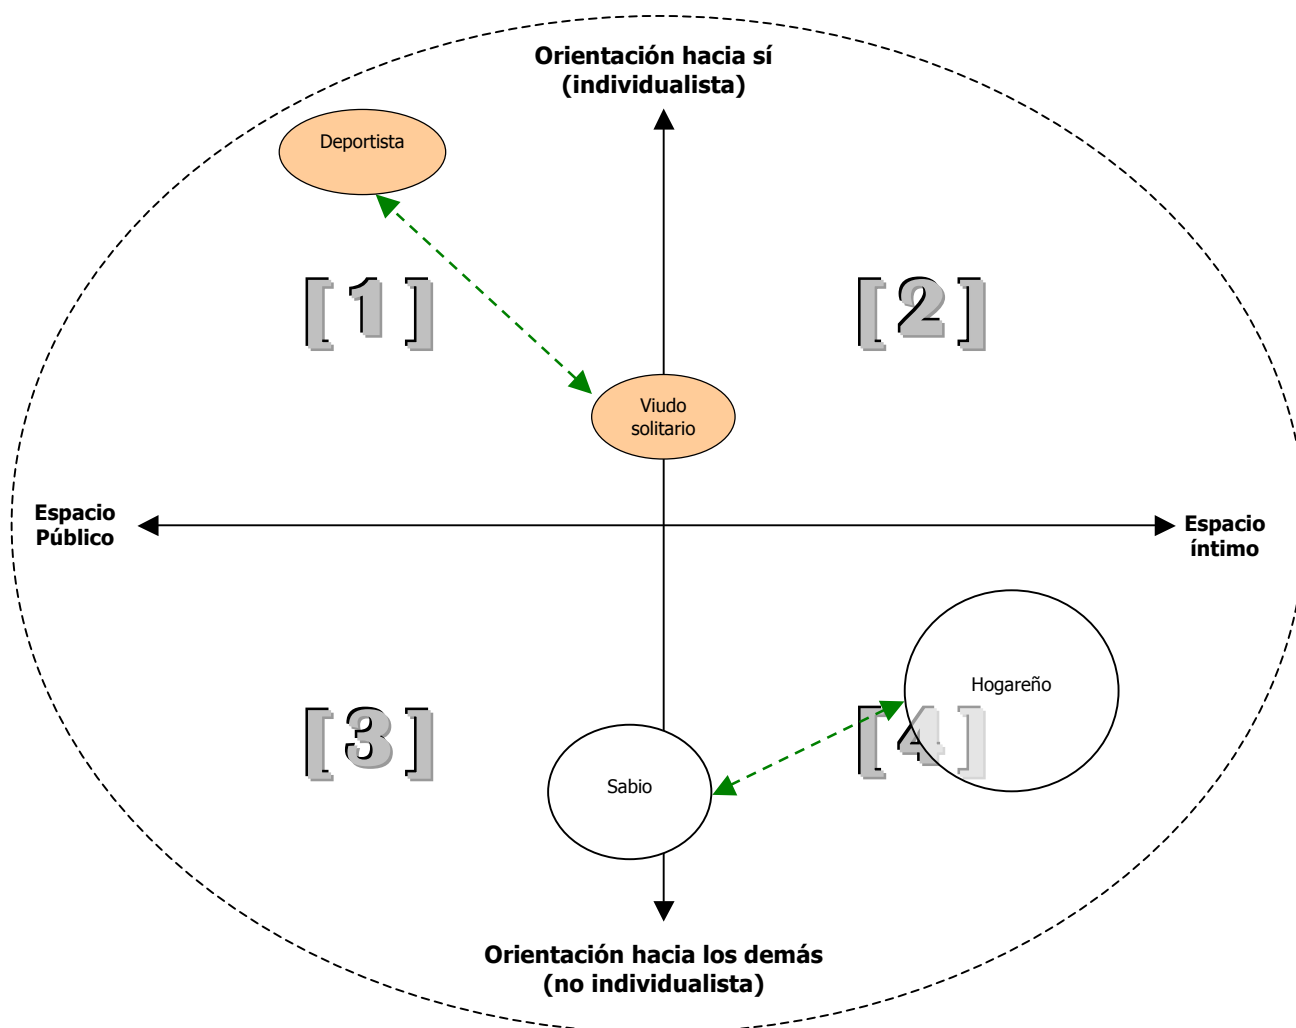 Orientación hacia sí
(individualista)
Deportista
[1]
[2]
Viudo
solitario
Espacio
Público
Espacio
íntimo
Hogareño
[3]
[4]
Sabio
Orientación hacia los demás
(no individualista)